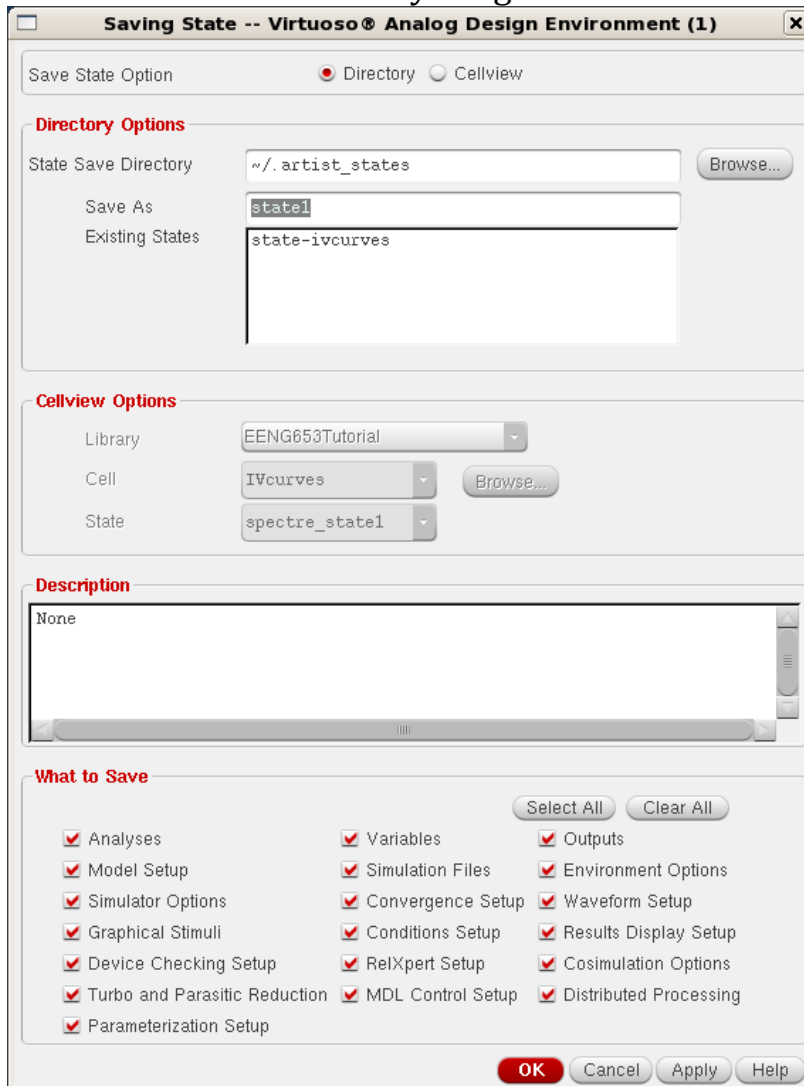 Saving State -- Virtuoso® Analog Design Environment (1)
Save State Option Directory Cellview
Directory Options
State Save Directory ~/.artist_states Browse...
Save As state1
Existing States state-ivcurves
Cellview Options
Library EENG653Tutorial
Cell IVcurves Browse...
State spectre_state1
Description
None
What to Save
Select All Clear All
Analyses Variables Outputs
Model Setup Simulation Files Environment Options
Simulator Options Convergence Setup Waveform Setup
Graphical Stimuli Conditions Setup Results Display Setup
Device Checking Setup RelXpert Setup Cosimulation Options
Turbo and Parasitic Reduction MDL Control Setup Distributed Processing
Parameterization Setup
OK Cancel Apply Help